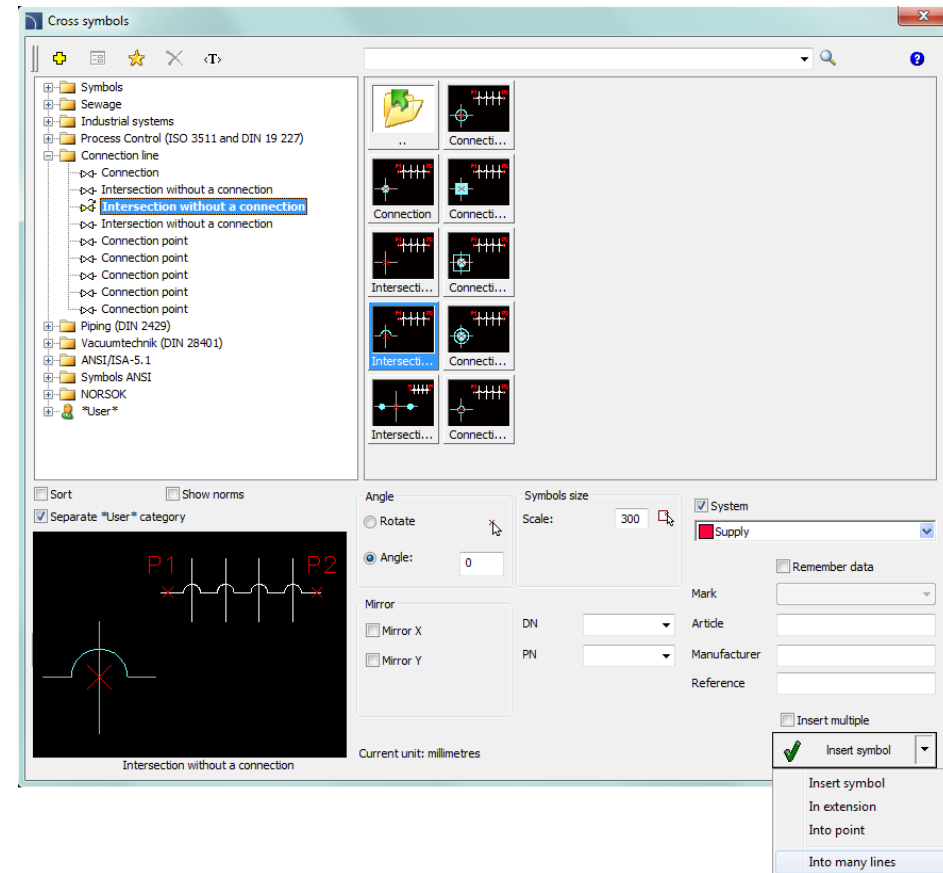 Cross symbols
<T>
Symbols
Sewage
Industrial systems
Process Control (ISO 3511 and DIN 19 227)
Connection line
Connection
Intersection without a connection
Intersection without a connection
Intersection without a connection
Connection point
Connection point
Connection point
Connection point
Connection point
Piping (DIN 2429)
Vacuumtechnik (DIN 28401)
ANSI/ISA-5.1
Symbols ANSI
NORSOK
*User*
..
Connecti...
Connection
Connecti...
Intersecti...
Connecti...
Intersecti...
Connecti...
Intersecti...
Connecti...
Sort
Show norms
Separate *User* category
P1
P2
Intersection without a connection
Angle
Rotate
Angle:
0
Mirror
Mirror X
Mirror Y
Current unit: millimetres
Symbols size
Scale:
300
DN
PN
System
Supply
Remember data
Mark
Article
Manufacturer
Reference
Insert multiple
Insert symbol
Insert symbol
In extension
Into point
Into many lines